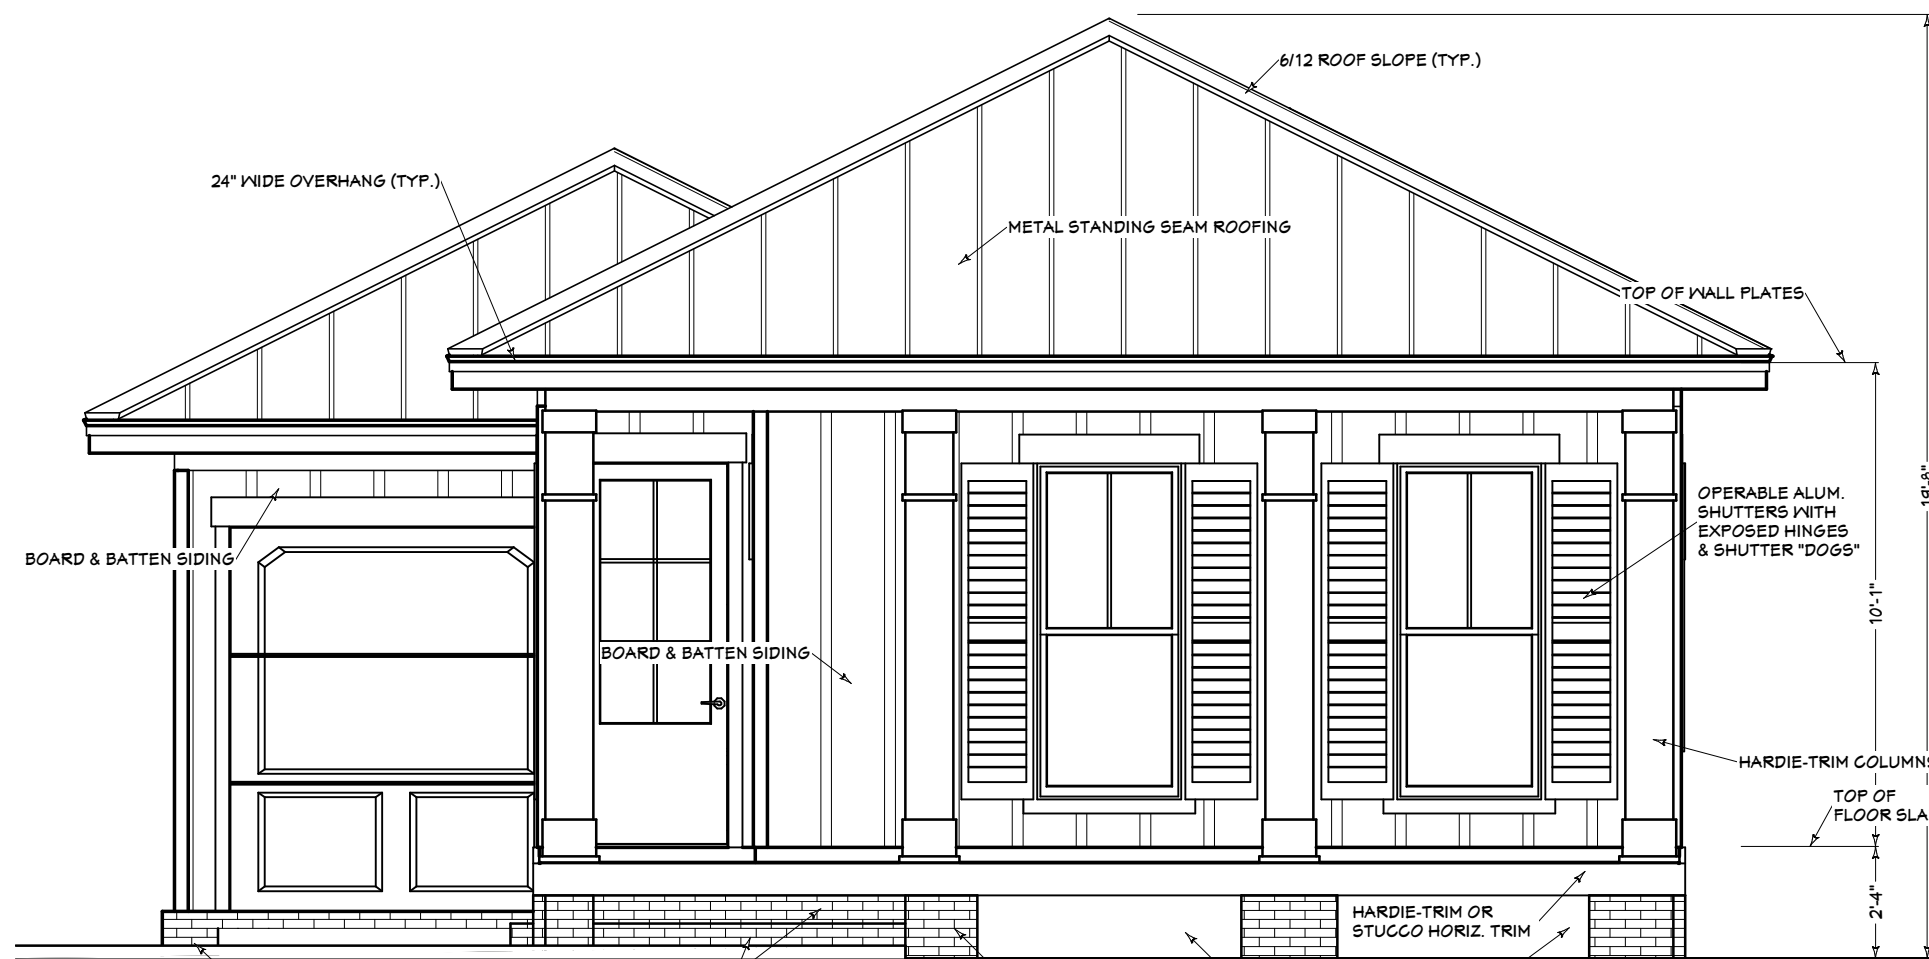 6/12 ROOF SLOPE (TYP.)
24" WIDE OVERHANG (TYP.)
METAL STANDING SEAM ROOFING
TOP OF WALL PLATES
OPERABLE ALUM.
SHUTTERS WITH
EXPOSED HINGES
& SHUTTER "DOGS"
BOARD & BATTEN SIDING
10'-1"
BOARD & BATTEN SIDING
HARDIE-TRIM COLUMNS
TOP OF
FLOOR SLA
2'-4"
HARDIE-TRIM OR
STUCCO HORIZ. TRIM